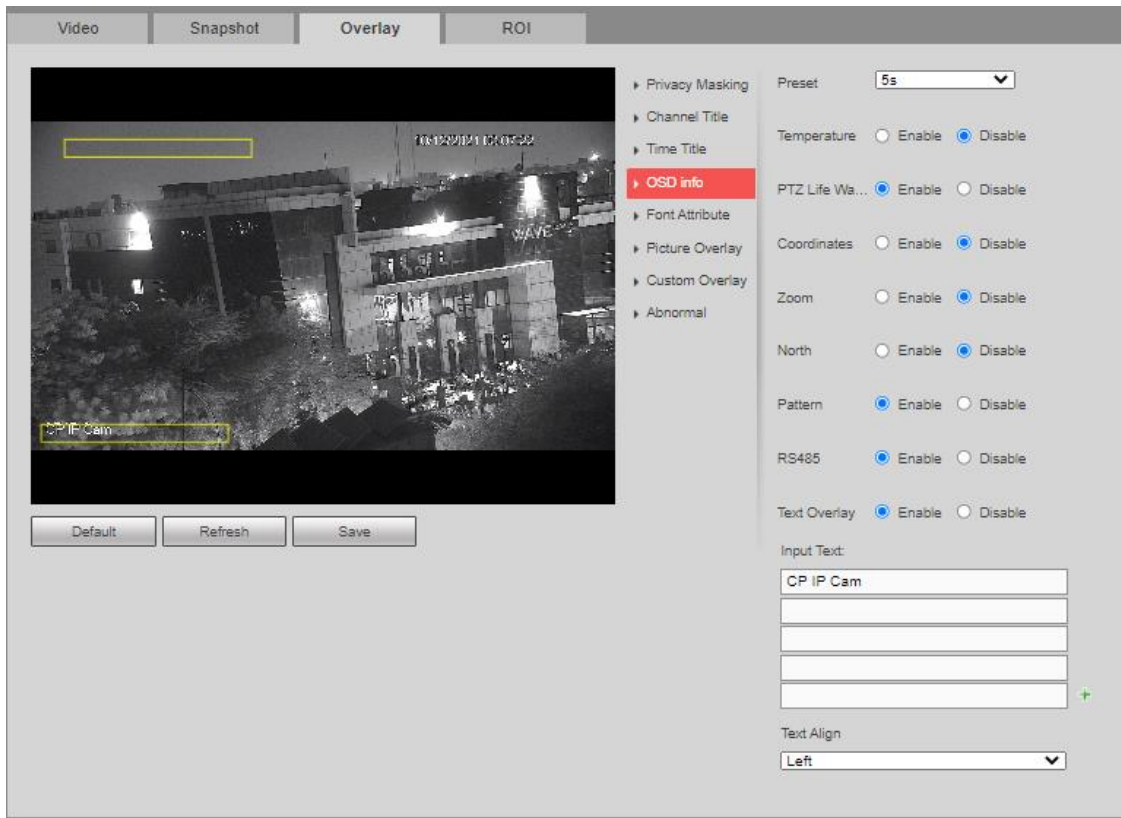 Video
Snapshot
Overlay
ROI
WAVE
CP IP Cam
Default
Refresh
Save
Privacy Masking
Channel Title
Time Title
OSD info
Font Attribute
Picture Overlay
Custom Overlay
Abnormal
Preset 5s
Temperature Enable Disable
PTZ Life Wa... Enable Disable
Coordinates Enable Disable
Zoom Enable Disable
North Enable Disable
Pattern Enable Disable
RS485 Enable Disable
Text Overlay Enable Disable
Input Text:
CP IP Cam
Text Align
Left